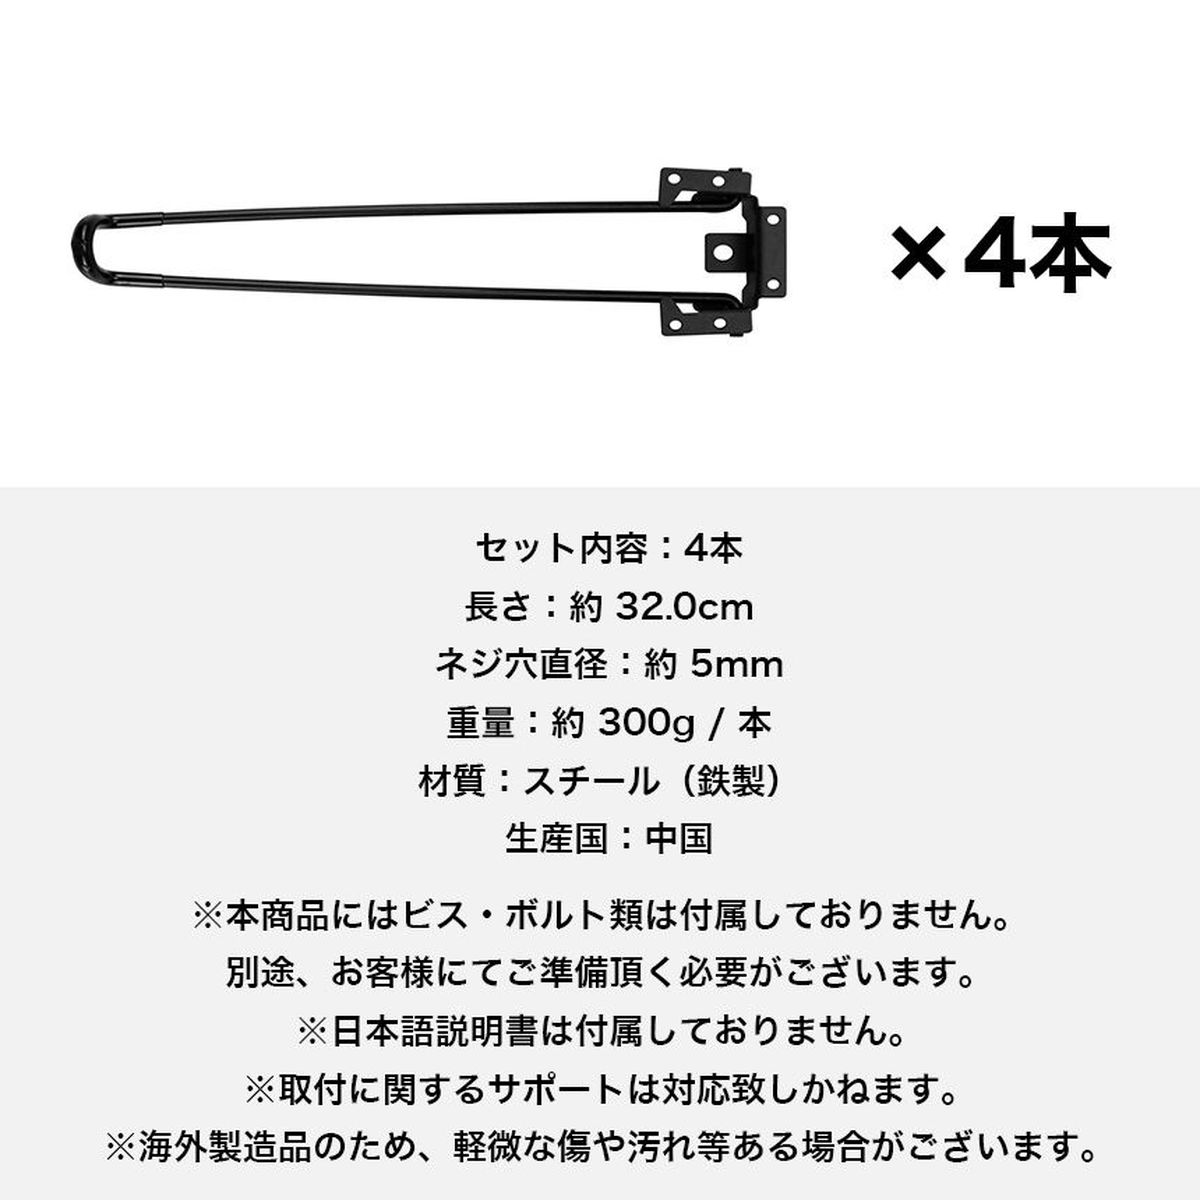 ×4本
セット内容：4本
長さ：約 32.0cm
ネジ穴直径：約 5mm
重量：約 300g / 本
材質：スチール（鉄製）
生産国：中国
※本商品にはビス・ボルト類は付属しておりません。
別途、お客様にてご準備頂く必要がございます。
※日本語説明書は付属しておりません。
※取付に関するサポートは対応致しかねます。
※海外製造品のため、軽微な傷や汚れ等ある場合がございます。